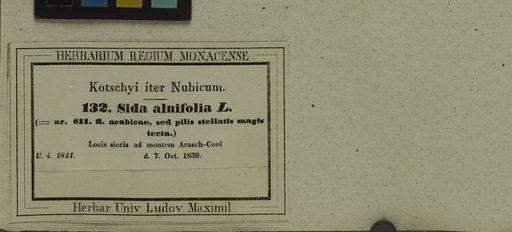 HERBARIUM REGIUM MONACENSE
Kotschyi iter Nubicum.
132. Sida alnifolia L.
(= nr. 811. fl. arabicae, sed pilis stellatis magis
tecta.)
Locis siccis ad montem Arasch-Cool
U. i. 1841. d. 7. Oct. 1839.
Herbar. Univ. Ludov. Maximil.